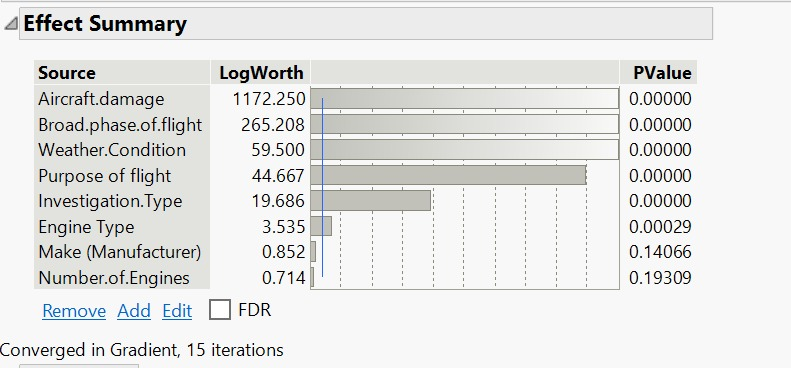 Effect Summary
Source LogWorth PValue
Aircraft.damage 1172.250 0.00000
Broad.phase.of.flight 265.208 0.00000
Weather.Condition 59.500 0.00000
Purpose of flight 44.667 0.00000
Investigation.Type 19.686 0.00000
Engine Type 3.535 0.00029
Make (Manufacturer) 0.852 0.14066
Number.of.Engines 0.714 0.19309
Remove Add Edit FDR
Converged in Gradient, 15 iterations